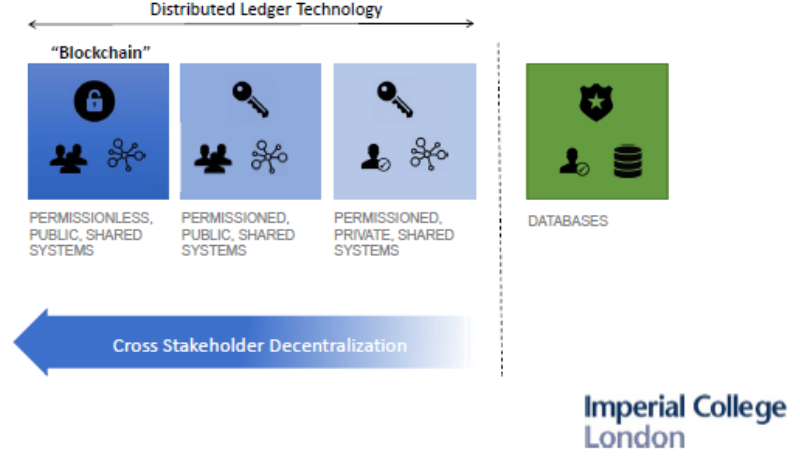 Distributed Ledger Technology
“Blockchain”
PERMISSIONLESS,
PUBLIC, SHARED
SYSTEMS
PERMISSIONED,
PUBLIC, SHARED
SYSTEMS
PERMISSIONED,
PRIVATE, SHARED
SYSTEMS
DATABASES
Cross Stakeholder Decentralization
Imperial College
London